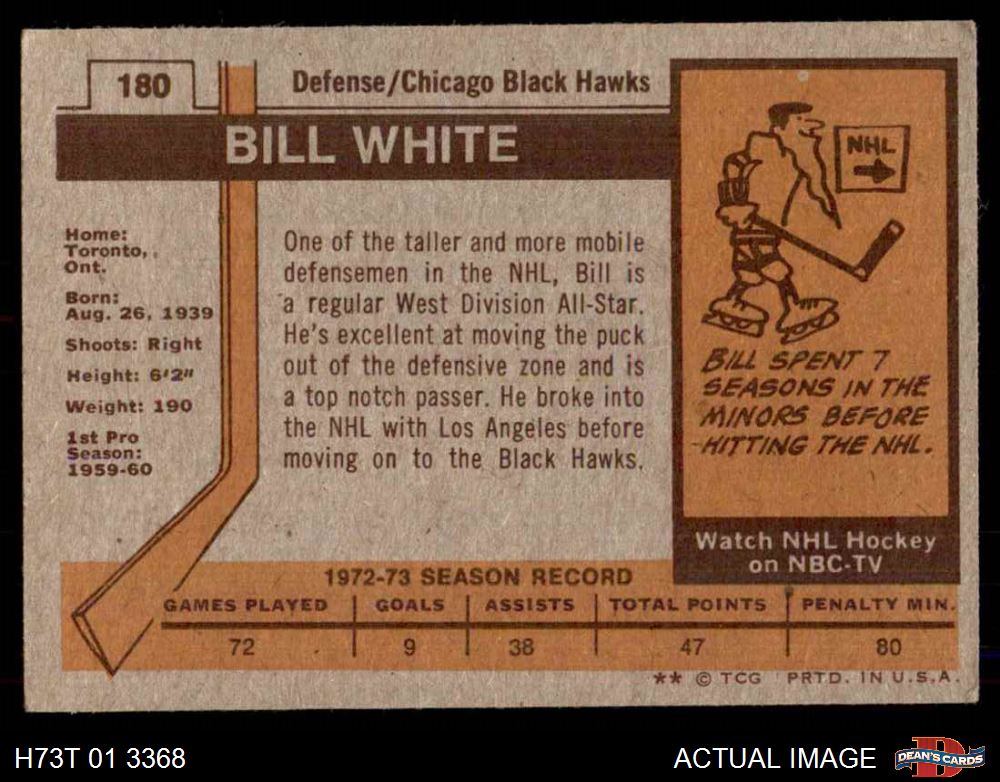 180
Defense/Chicago Black Hawks
BILL WHITE
Home:
Toronto,
Ont.
Born:
Aug. 26, 1939
Shoots: Right
Height: 6'2"
Weight: 190
1st Pro
Season:
1959-60
One of the taller and more mobile
defensemen in the NHL, Bill is
a regular West Division All-Star.
He's excellent at moving the puck
out of the defensive zone and is
a top notch passer. He broke into
the NHL with Los Angeles before
moving on to the Black Hawks.
NHL
BILL SPENT 7
SEASONS IN THE
MINORS BEFORE
HITTING THE NHL.
Watch NHL Hockey
on NBC-TV
1972-73 SEASON RECORD
GAMES PLAYED GOALS ASSISTS TOTAL POINTS PENALTY MIN.
72 9 38 47 80
** © TCG PRTD. IN U.S.A.
H73T 01 3368
ACTUAL IMAGE
D
DEAN'S CARDS